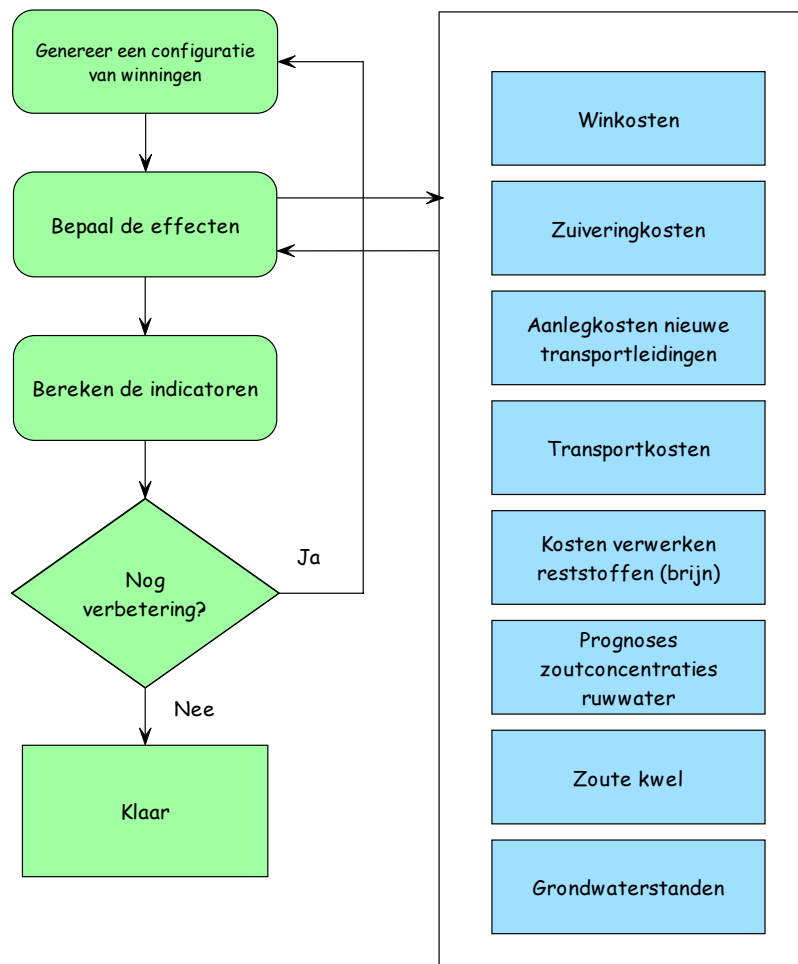 Genereer een configuratie
van winningen
Bepaal de effecten
Bereken de indicatoren
Nog
verbetering?
Ja
Nee
Klaar
Winkosten
Zuiveringkosten
Aanlegkosten nieuwe
transportleidingen
Transportkosten
Kosten verwerken
reststoffen (brijn)
Prognoses
zoutconcentraties
ruwwater
Zoute kwel
Grondwaterstanden